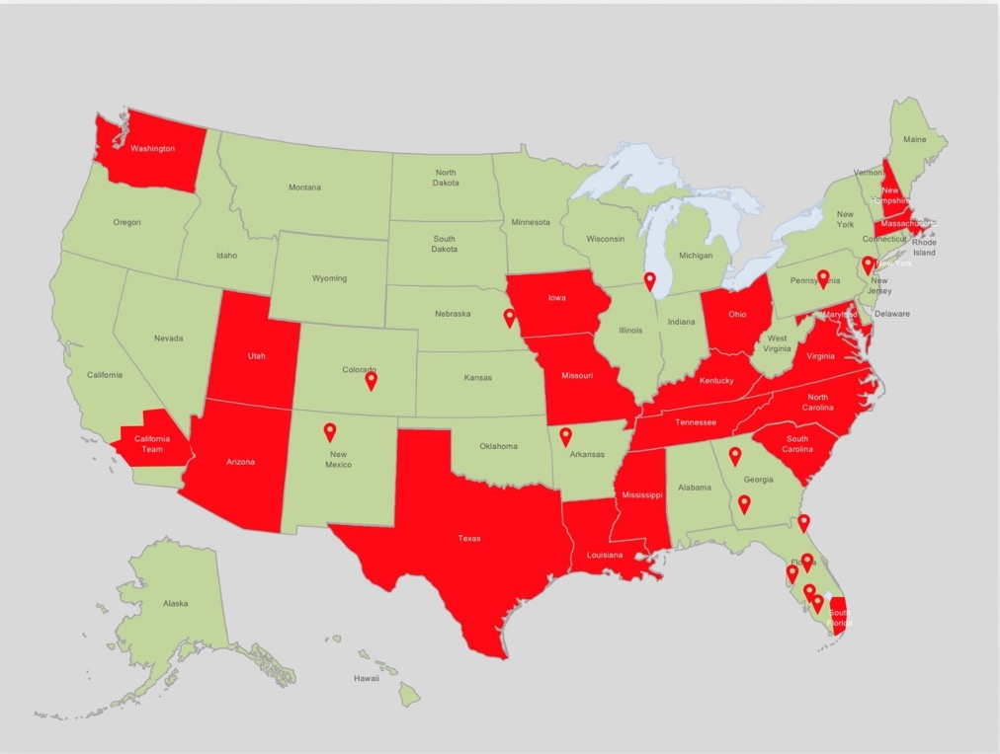 Maine
Washington
Vermont
Montana
North
Dakota
New
Hampshire
Oregon
Minnesota
New
York
Massachusetts
Wisconsin
Connecticut
Rhode
Island
South
Dakota
Idaho
Michigan
New York
Wyoming
Pennsylvania
New
Jersey
Iowa
Nebraska
Ohio
Maryland
Delaware
Illinois
Indiana
Nevada
West
Virginia
Utah
Virginia
Colorado
California
Kansas
Missouri
Kentucky
North
Carolina
Tennessee
California
Team
South
Carolina
Oklahoma
Arkansas
New
Mexico
Arizona
Georgia
Alabama
Mississippi
Texas
Louisiana
Florida
Alaska
South
Florida
Hawaii